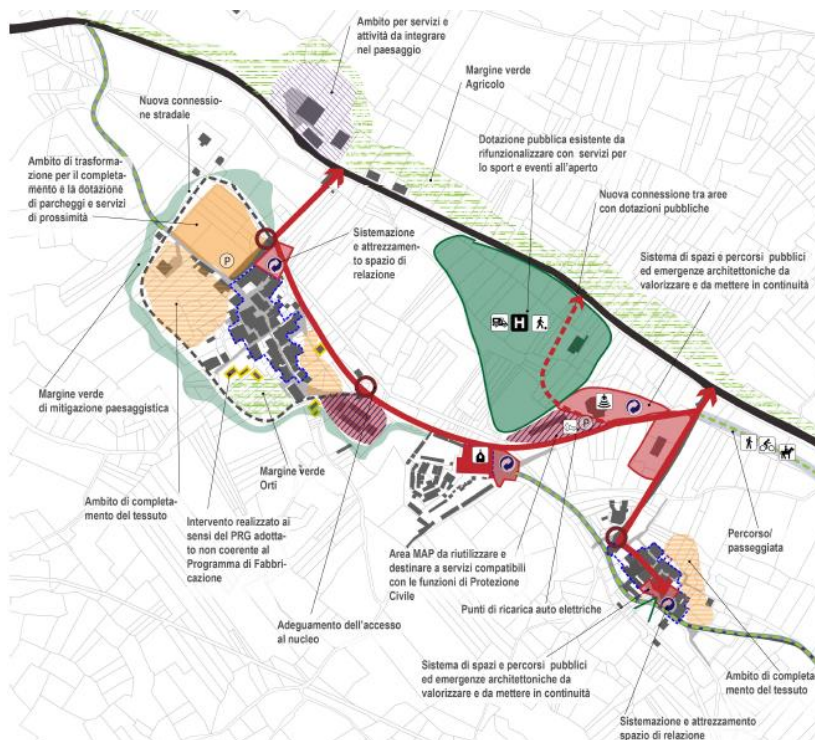 Ambito per servizi e
attività da integrare
nel paesaggio
Margine verde
Agricolo
Nuova connessio-
ne stradale
Dotazione pubblica esistente da
rifunzionalizzare con servizi per
lo sport e eventi all'aperto
Ambito di trasforma-
zione per il completa-
mento e la dotazione
di parcheggi e servizi
di prossimità
Nuova connessione tra aree
con dotazioni pubbliche
Sistemazione
e attrezzamen-
to spazio di
relazione
Sistema di spazi e percorsi pubblici
ed emergenze architettoniche da
valorizzare e da mettere in continuità
P
H
Margine verde
di mitigazione paesaggistica
P
Margine verde
Orti
Ambito di completa-
mento del tessuto
Intervento realizzato ai
sensi del PRG adotta-
to non coerente al
Programma di Fabbri-
cazione
Percorso/
passeggiata
Area MAP da riutilizzare e
destinare a servizi compatibili
con le funzioni di Protezione
Civile
Punti di ricarica auto elettriche
Adeguamento dell'accesso
al nucleo
Sistema di spazi e percorsi pubblici
ed emergenze architettoniche da
valorizzare e da mettere in continuità
Ambito di completa-
mento del tessuto
Sistemazione e attrezzamento
spazio di relazione